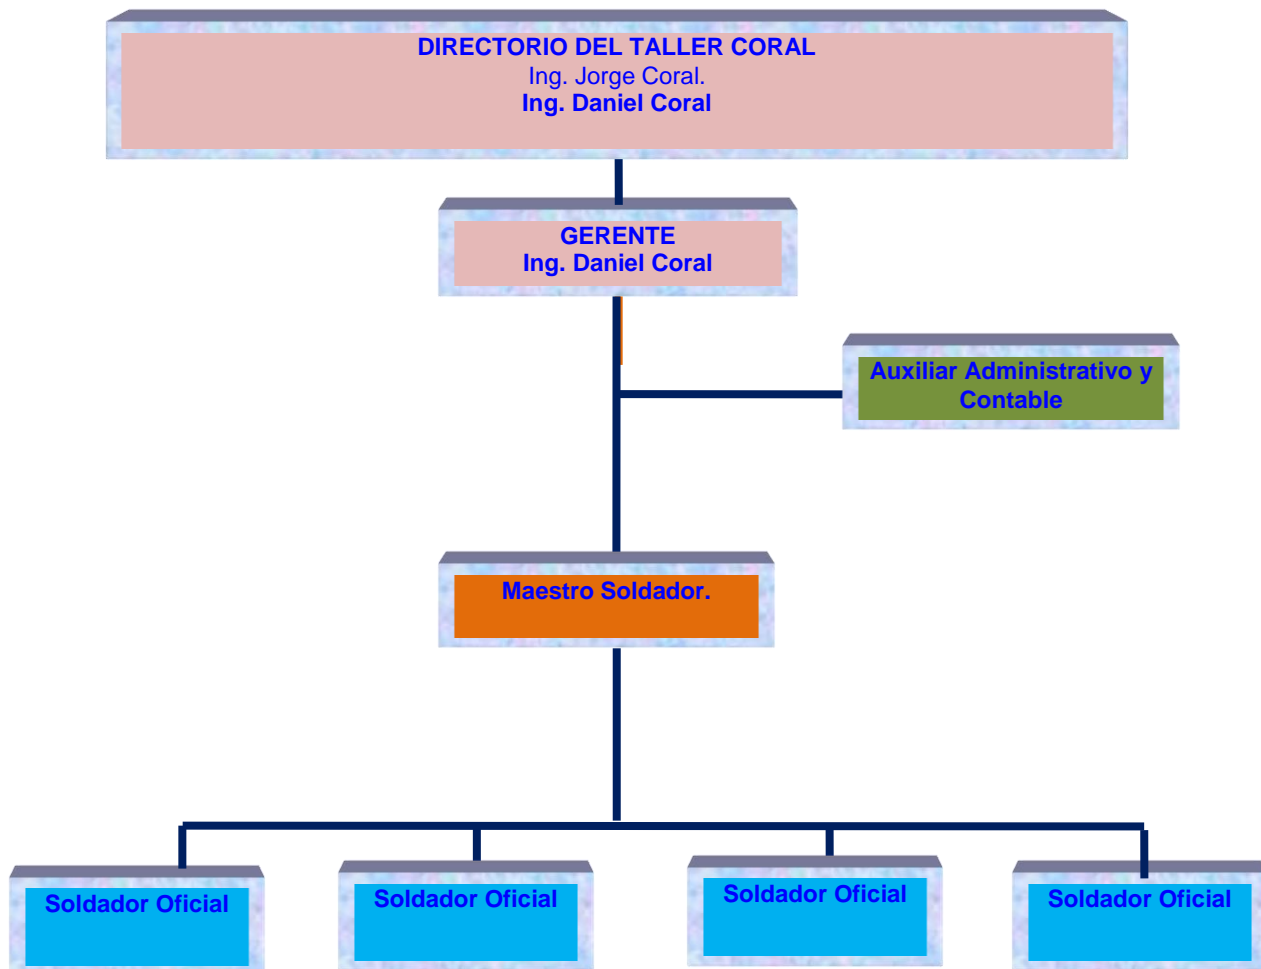 DIRECTORIO DEL TALLER CORAL
Ing. Jorge Coral.
Ing. Daniel Coral
GERENTE
Ing. Daniel Coral
Auxiliar Administrativo y
Contable
Maestro Soldador.
Soldador Oficial
Soldador Oficial
Soldador Oficial
Soldador Oficial